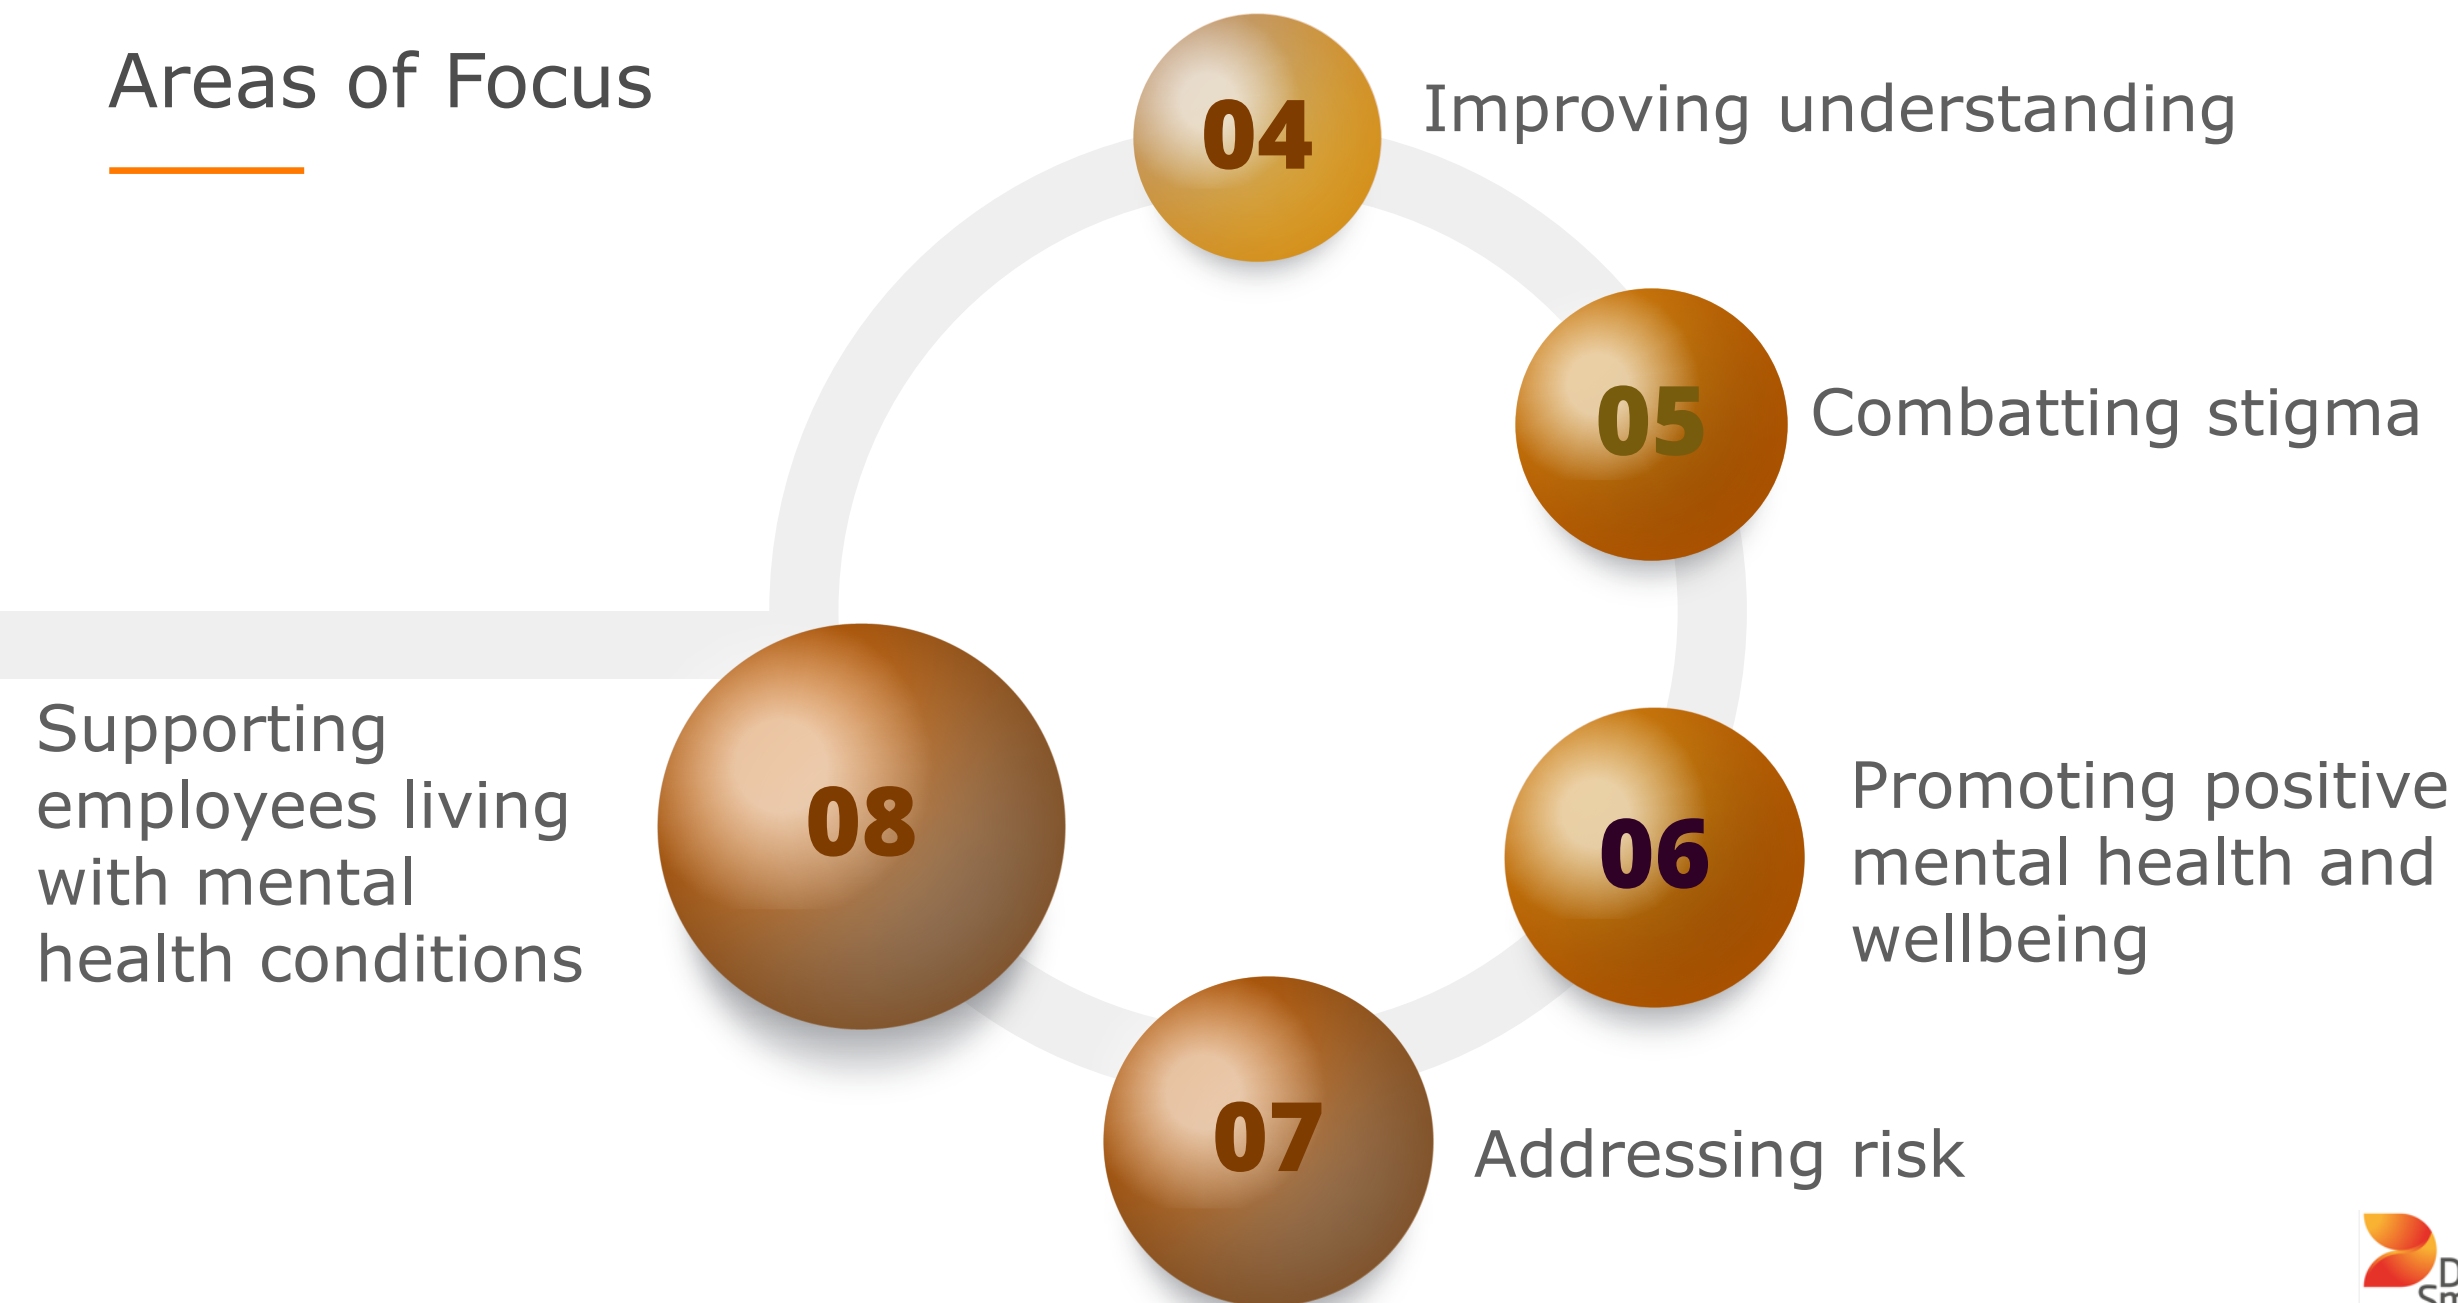 Areas of Focus
04
Improving understanding
05
Combatting stigma
06
Promoting positive
mental health and
wellbeing
07
Addressing risk
08
Supporting
employees living
with mental
health conditions